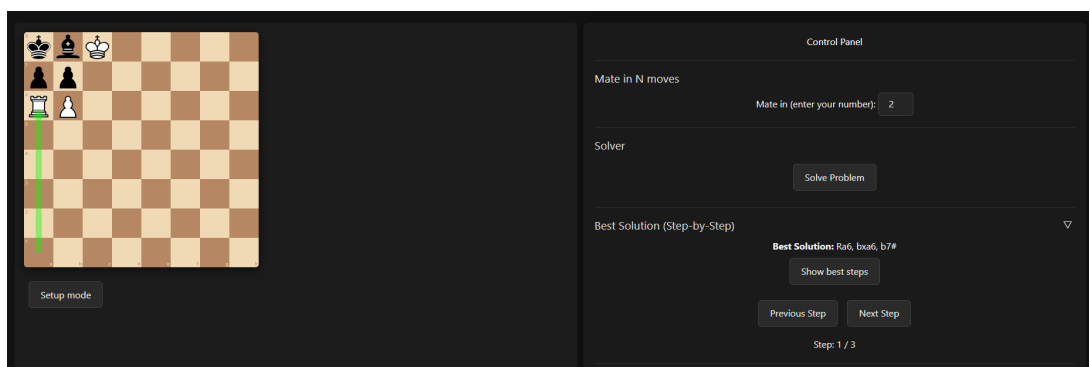 Control Panel
Mate in N moves
Mate in (enter your number): 2
Solver
Solve Problem
Best Solution (Step-by-Step) ▽
Best Solution: Ra6, bxa6, b7#
Show best steps
Setup mode
Previous Step Next Step
Step: 1 / 3